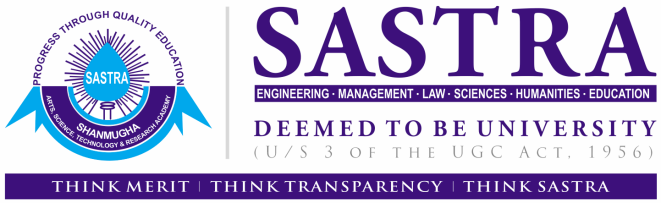 PROGRESS THROUGH QUALITY EDUCATION
SASTRA
SHANMUGHA
ARTS, SCIENCE, TECHNOLOGY & RESEARCH ACADEMY
SASTRA
ENGINEERING · MANAGEMENT · LAW · SCIENCES · HUMANITIES · EDUCATION
DEEMED TO BE UNIVERSITY
(U/S 3 OF THE UGC ACT, 1956)
THINK MERIT | THINK TRANSPARENCY | THINK SASTRA